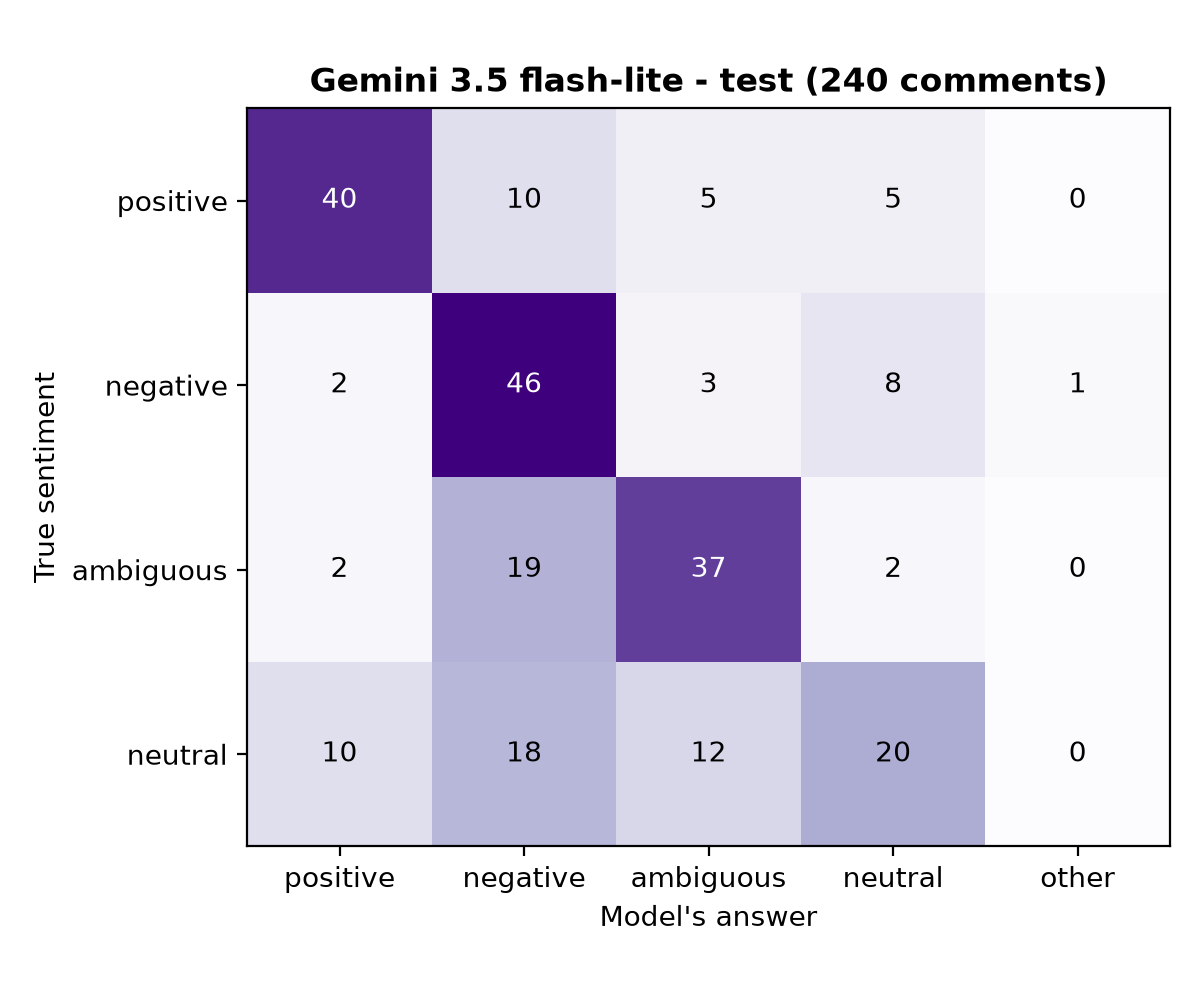 Gemini 3.5 flash-lite - test (240 comments)
positive 40 10 5 5 0
negative 2 46 3 8 1
ambiguous 2 19 37 2 0
neutral 10 18 12 20 0
True sentiment
positive negative ambiguous neutral other
Model's answer